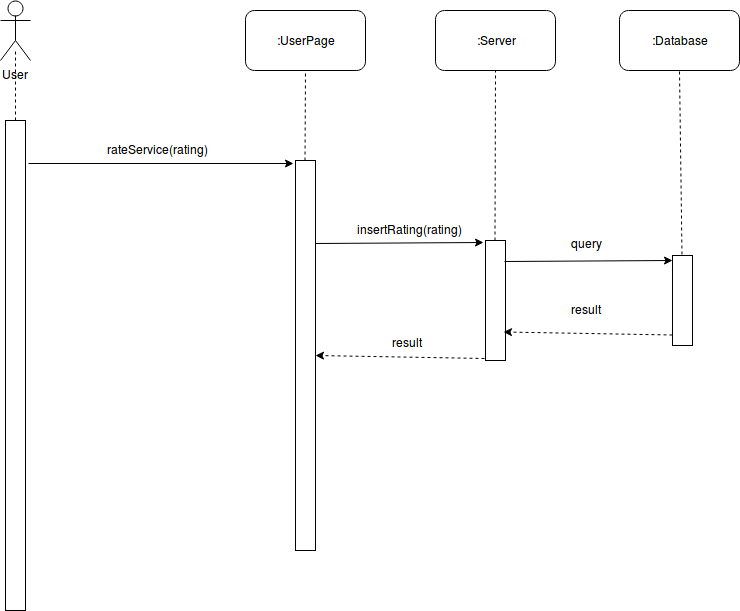 :UserPage
:Server
:Database
User
rateService(rating)
insertRating(rating)
query
result
result